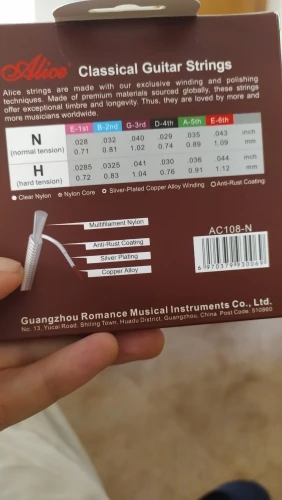 Alice Classical Guitar Strings
Alice strings are made with our exclusive winding and polishing
techniques. Made of premium materials sourced globally, these strings
offer exceptional timbre and longevity. Thus, they are loved by more and
more musicians worldwide.
E-1st B-2nd G-3rd D-4th A-5th E-6th
N (normal tension) .028 .032 .040 .029 .035 .043 inch
0.71 0.81 1.02 0.74 0.89 1.09 mm
H (hard tension) .0285 .0325 .041 .030 .036 .044 inch
0.72 0.82 1.04 0.76 0.91 1.12 mm
Clear Nylon Nylon Core Silver-Plated Copper Alloy Winding Anti-Rust Coating
Multifilament Nylon
Anti-Rust Coating
Silver Plating
Copper Alloy
AC108-N
6 970379 930269
Guangzhou Romance Musical Instruments Co., Ltd.
No. 13, Yucai Road, Shiling Town, Huadu District, Guangzhou, China Post Code: 510860